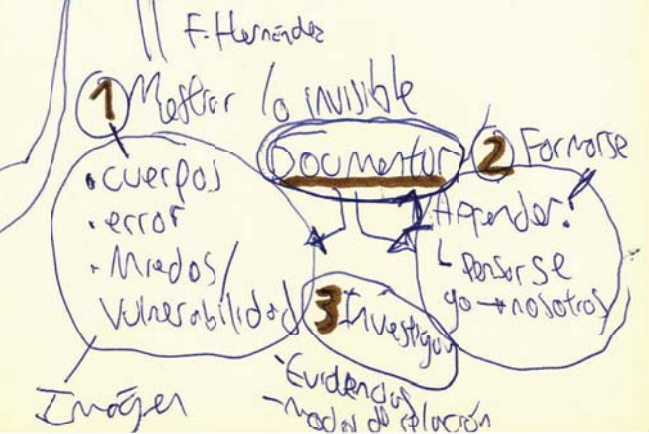 F. Hernández
1 Mostrar lo invisible
Documentar
2 Formarse
• cuerpos
• error
• Miedos/
Vulnerabilidad
Imágen
Aprender!
Pensarse
yo → nosotros
3 Investigar
- Evidencias
- modos de relación